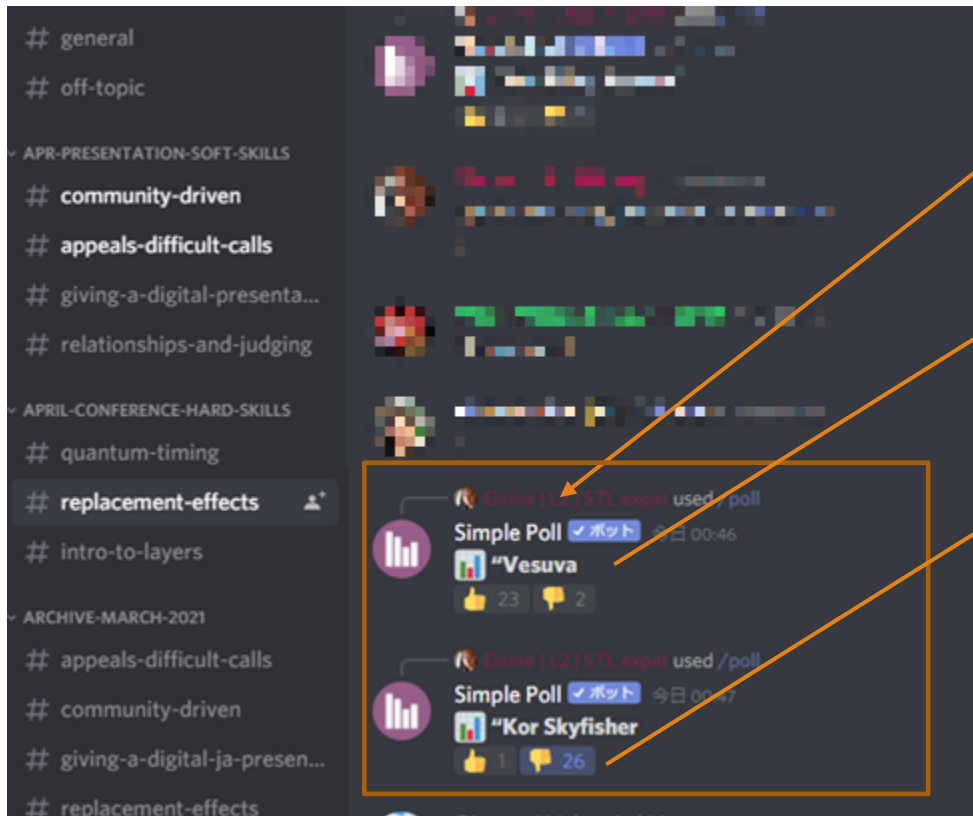 # general
# off-topic
APR-PRESENTATION-SOFT-SKILLS
# community-driven
# appeals-difficult-calls
# giving-a-digital-presenta...
# relationships-and-judging
APRIL-CONFERENCE-HARD-SKILLS
# quantum-timing
# replacement-effects
# intro-to-layers
ARCHIVE-MARCH-2021
# appeals-difficult-calls
# community-driven
# giving-a-digital-ja-presen...
# replacement-effects
Elaine | L2 | STL expat used /poll
Simple Poll ✓ボット 今日 00:46
“Vesuva
23 2
Elaine | L2 | STL expat used /poll
Simple Poll ✓ボット 今日 00:47
“Kor Skyfisher
1 26